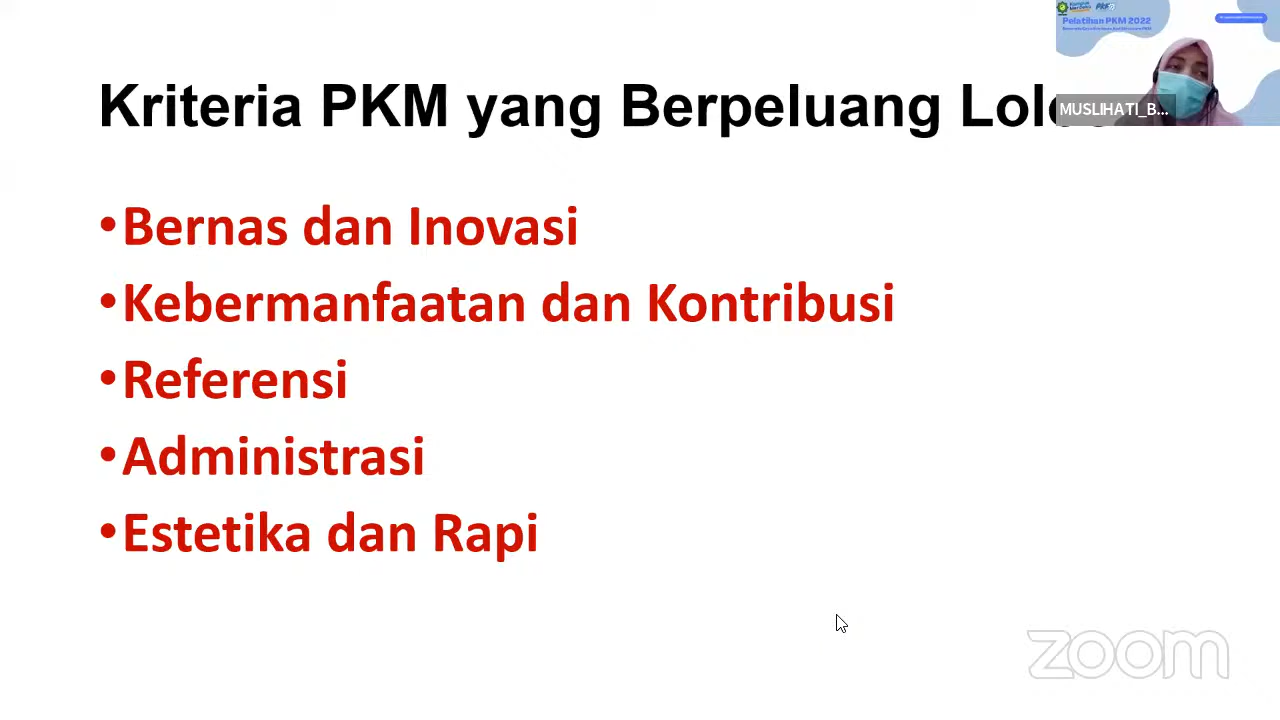 Pelatihan PKM 2022
Kriteria PKM yang Berpeluang
MUSLIHATI_B...
•Bernas dan Inovasi
•Kebermanfaatan dan Kontribusi
•Referensi
•Administrasi
•Estetika dan Rapi
zoom